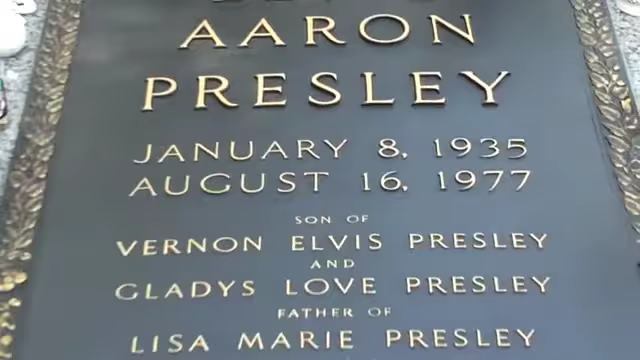 AARON
PRESLEY
JANUARY 8, 1935
AUGUST 16, 1977
SON OF
VERNON ELVIS PRESLEY
AND
GLADYS LOVE PRESLEY
FATHER OF
LISA MARIE PRESLEY